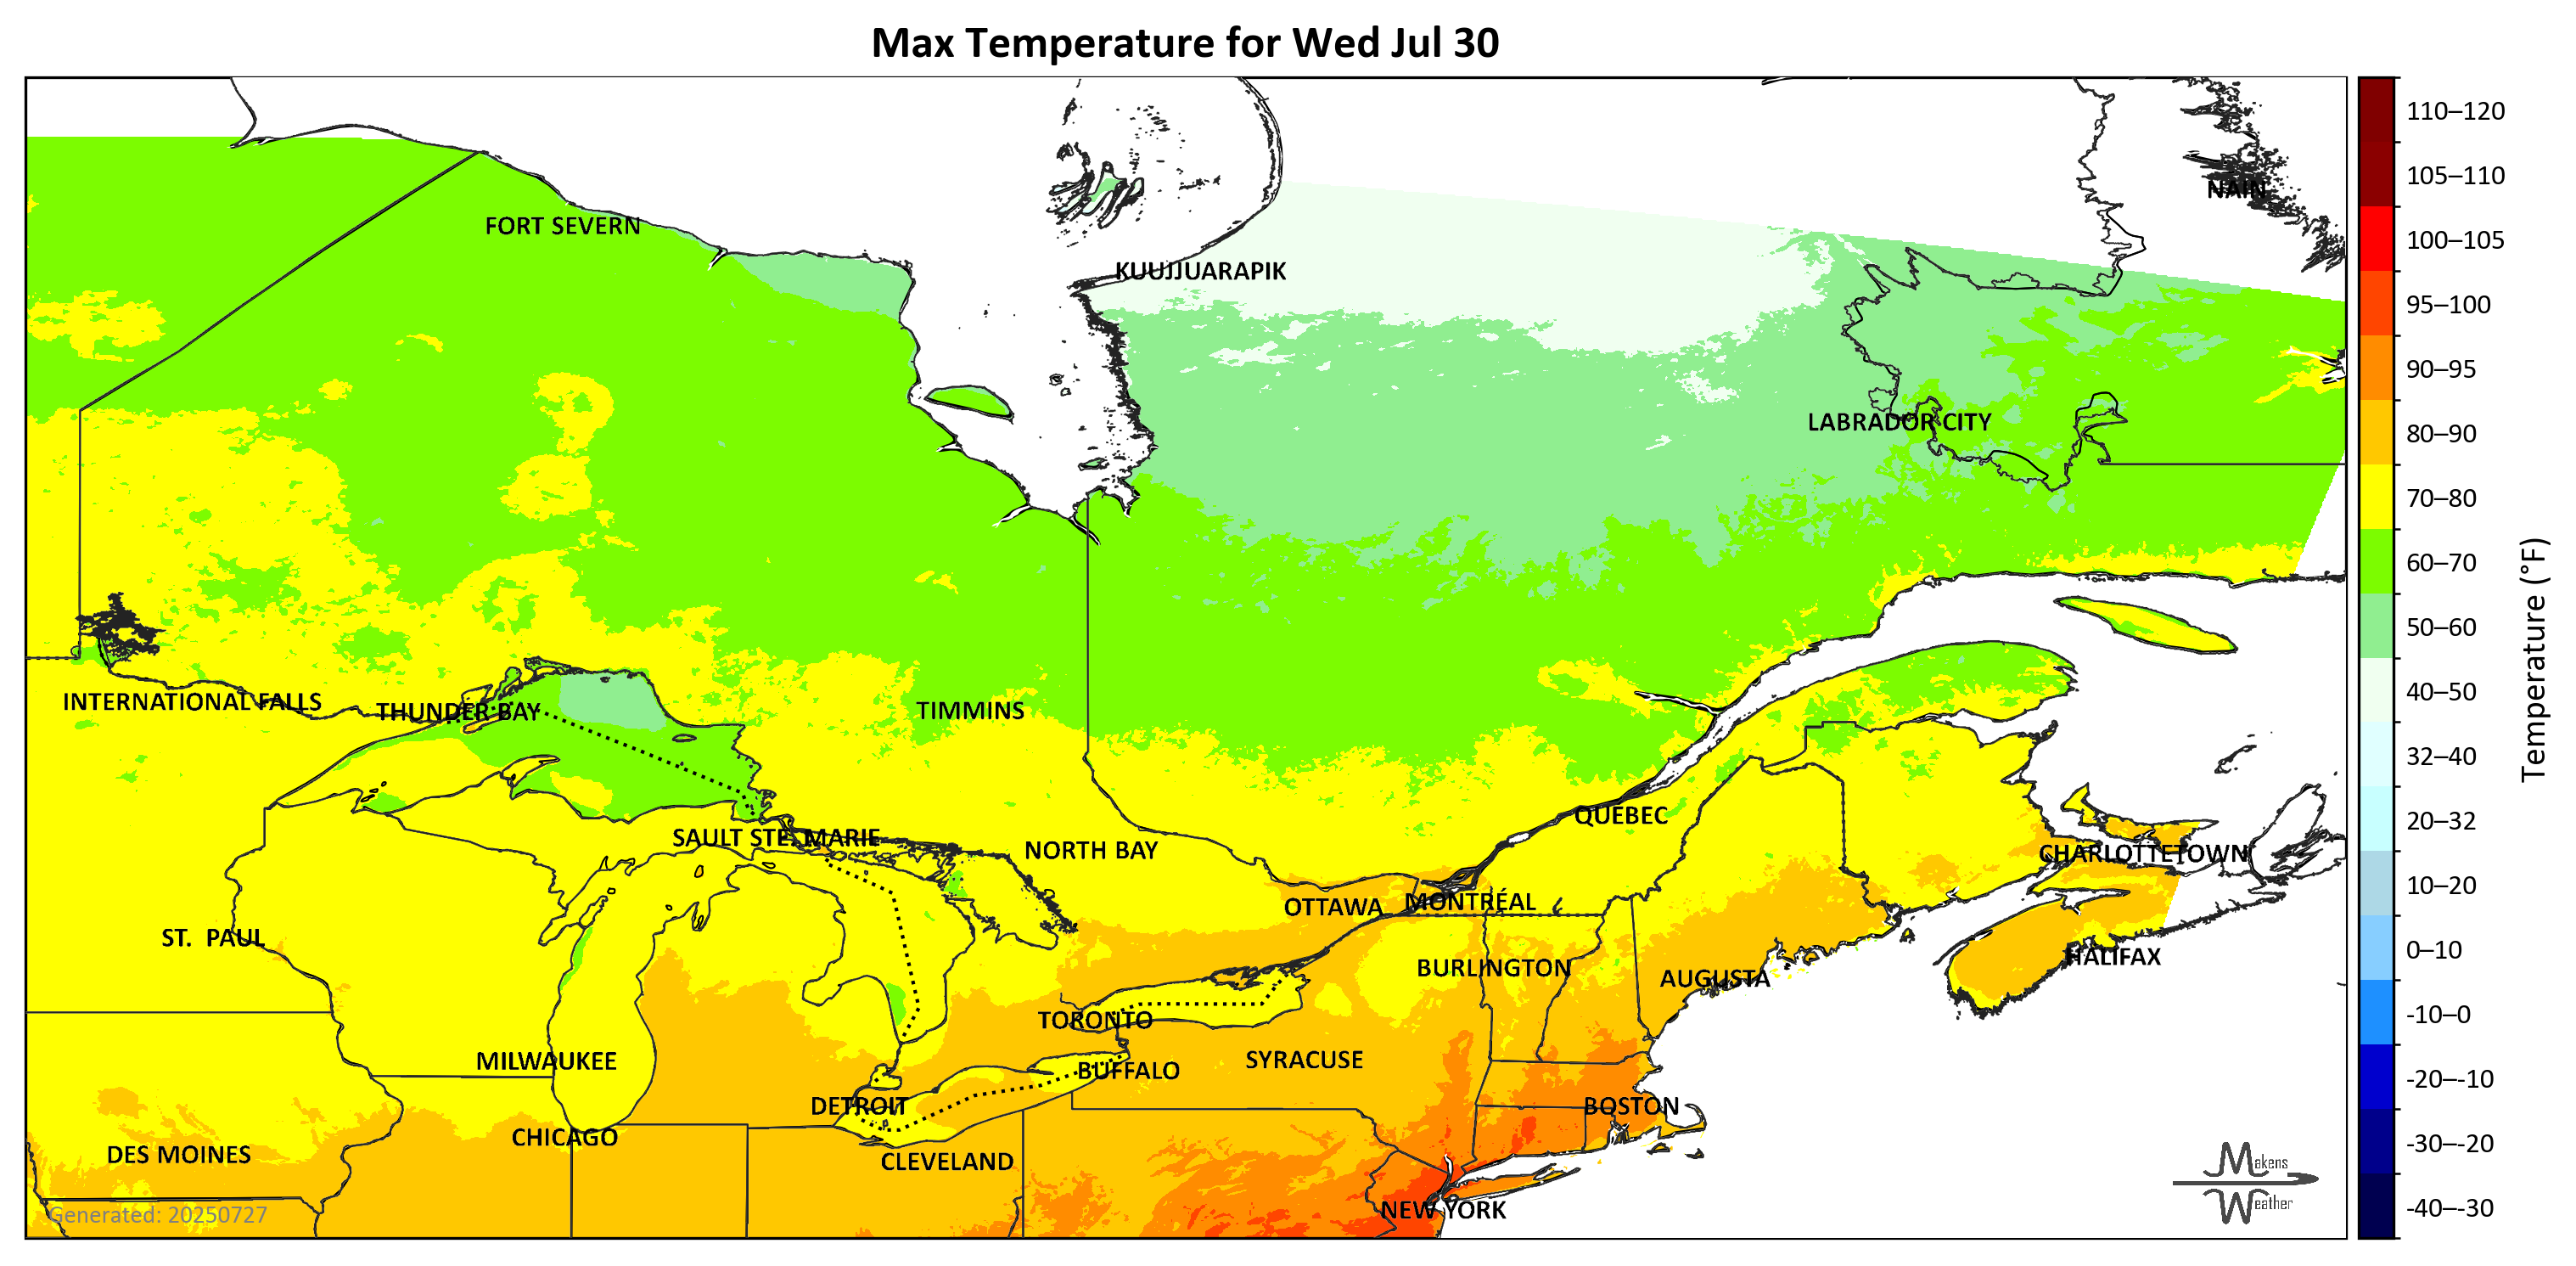 Max Temperature for Wed Jul 30
NAIN
FORT SEVERN
KUUJJUARAPIK
LABRADOR CITY
INTERNATIONAL FALLS
THUNDER BAY
TIMMINS
QUEBEC
SAULT STE. MARIE
NORTH BAY
CHARLOTTETOWN
OTTAWA
MONTRÉAL
ST. PAUL
HALIFAX
BURLINGTON
AUGUSTA
TORONTO
MILWAUKEE
SYRACUSE
BUFFALO
DETROIT
BOSTON
CHICAGO
DES MOINES
CLEVELAND
NEW YORK
Generated: 20250727
Makens
Weather
110–120
105–110
100–105
95–100
90–95
80–90
70–80
60–70
50–60
40–50
32–40
20–32
10–20
0–10
-10–0
-20–-10
-30–-20
-40–-30
Temperature (°F)